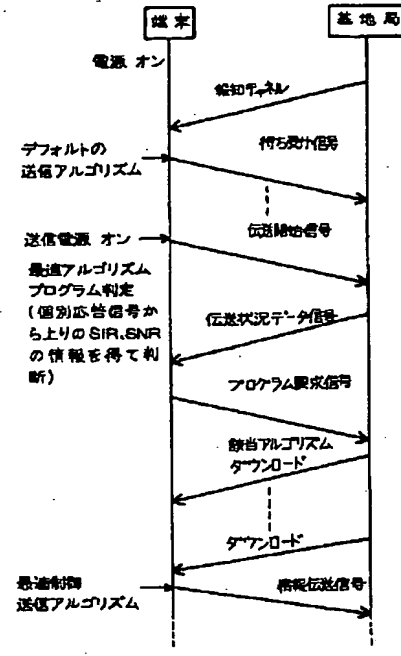 端末
基地局
電源 オン
報知チャネル
待ち受け信号
デフォルトの
送信アルゴリズム
伝送開始信号
送信電源 オン
最適アルゴリズム
プログラム判定
(個別応答信号か
ら上りのSIR、SNR
の情報を得て判
断)
伝送状況データ信号
プログラム要求信号
該当アルゴリズム
ダウンロード
ダウンロード
最適制御
送信アルゴリズム
情報伝送信号